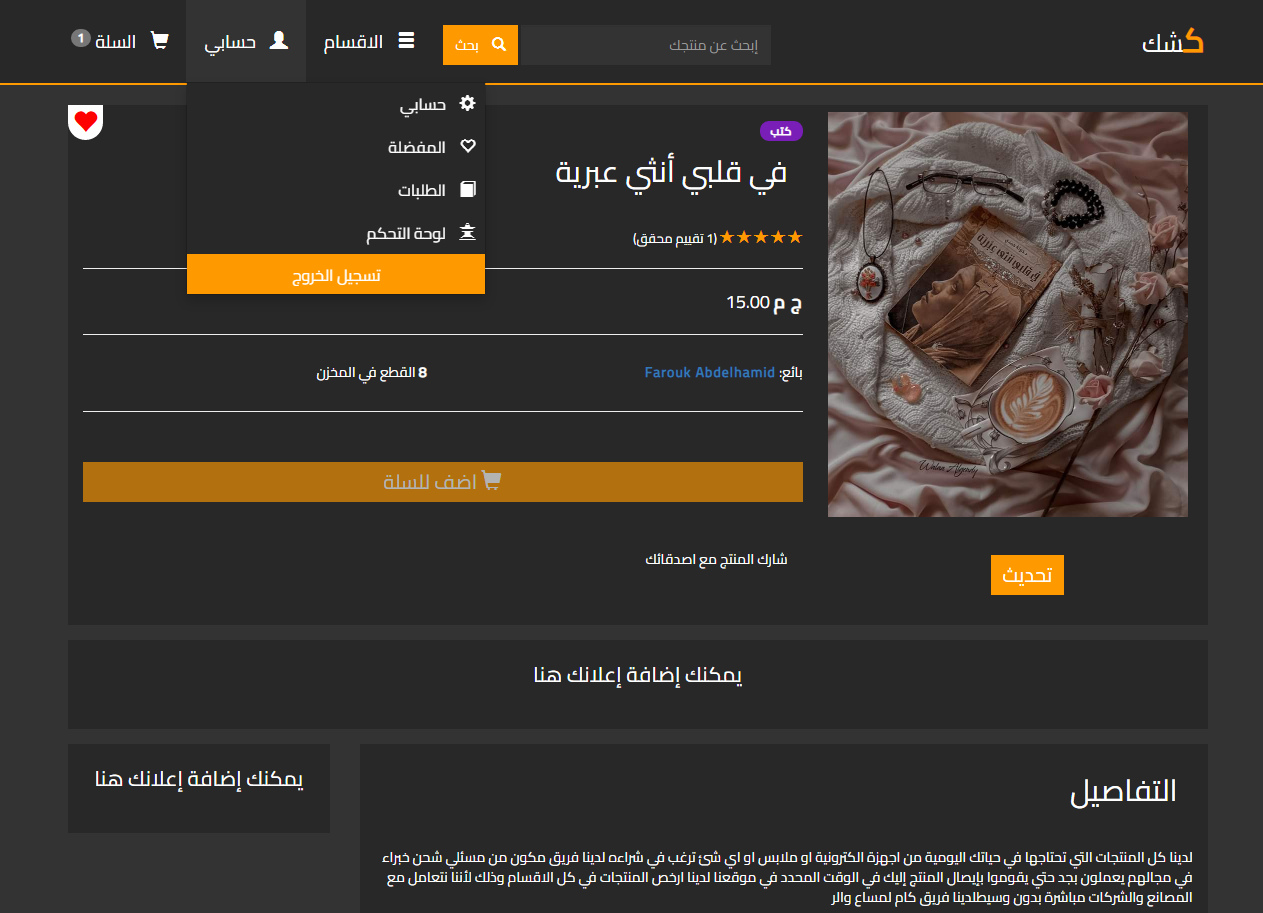 كشك
إبحث عن منتجك
بحث
الاقسام
حسابي
السلة 1
حسابي
المفضلة
الطلبات
لوحة التحكم
تسجيل الخروج
كتب
في قلبي أنثي عبرية
(1 تقييم محقق)
ج م 15.00
بائع: Farouk Abdelhamid
8 القطع في المخزن
اضف للسلة
شارك المنتج مع اصدقائك
تحديث
يمكنك إضافة إعلانك هنا
التفاصيل
لدينا كل المنتجات التي تحتاجها في حياتك اليومية من اجهزة الكترونية او ملابس او اي شئ ترغب في شراءه لدينا فريق مكون من مسئلي شحن خبراء
في مجالهم يعملون بجد حتي يقوموا بإيصال المنتج إليك في الوقت المحدد في موقعنا لدينا ارخص المنتجات في كل الاقسام وذلك لأننا نتعامل مع
المصانع والشركات مباشرة بدون وسيطلدينا فريق كام لمساع والر
يمكنك إضافة إعلانك هنا